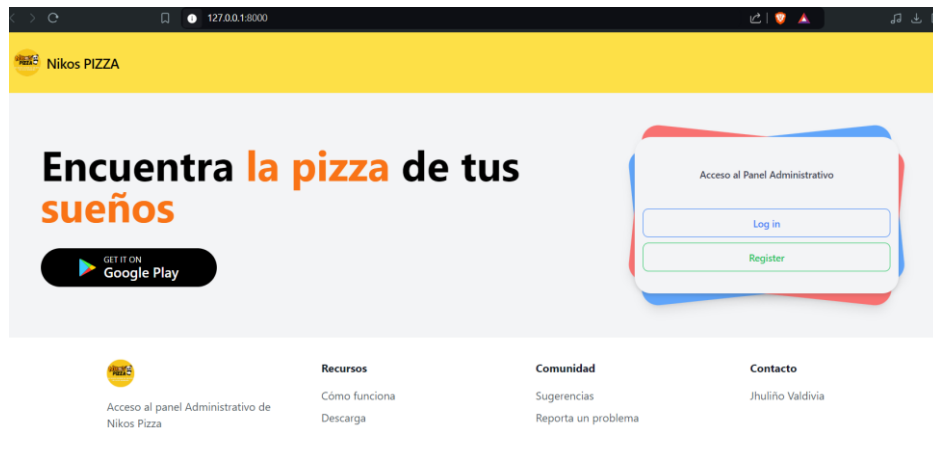 127.0.0.1:8000
Nikos PIZZA
Encuentra la pizza de tus
sueños
GET IT ON
Google Play
Acceso al Panel Administrativo
Log in
Register
Acceso al panel Administrativo de
Nikos Pizza
Recursos
Cómo funciona
Descarga
Comunidad
Sugerencias
Reporta un problema
Contacto
Jhuliño Valdivia